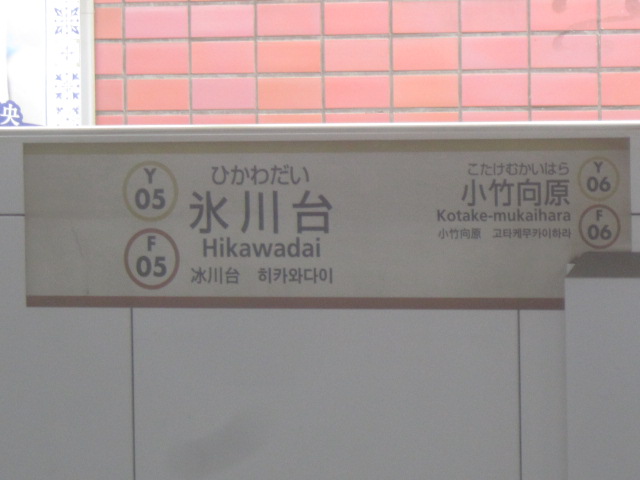 央
Y
05
F
05
ひかわだい
氷川台
Hikawadai
冰川台 히카와다이
こたけむかいはら
小竹向原
Kotake-mukaihara
小竹向原 고타케무카이하라
Y
06
F
06